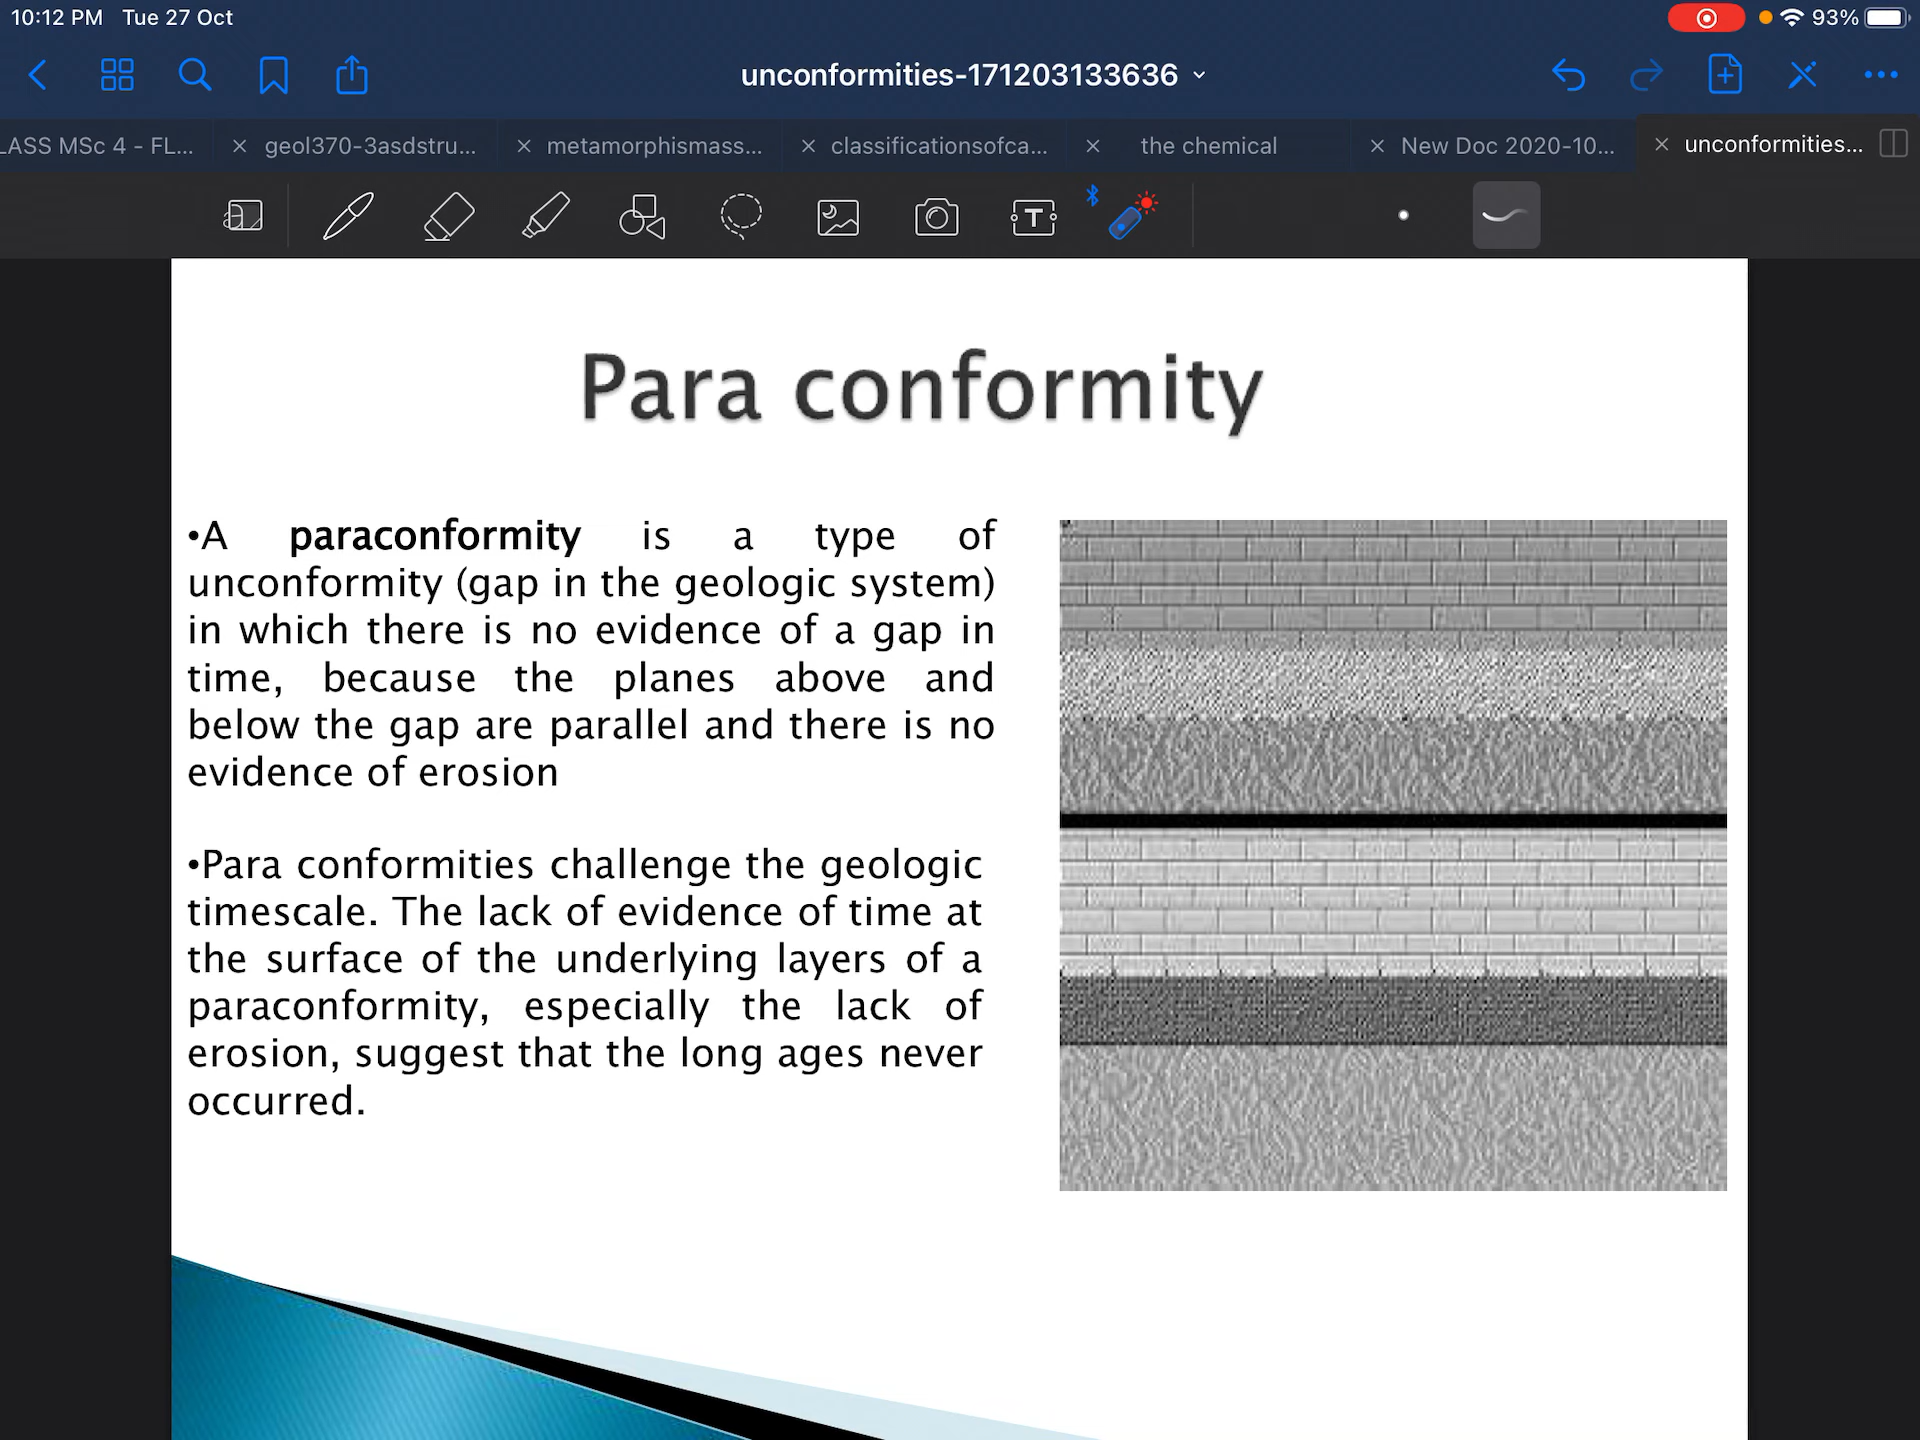 10:12 PM Tue 27 Oct
93%
unconformities-171203133636
LASS MSc 4 - FL...
geol370-3asdstru...
metamorphismass...
classificationsofca...
the chemical
New Doc 2020-10...
unconformities...
Para conformity
•A paraconformity is a type of
unconformity (gap in the geologic system)
in which there is no evidence of a gap in
time, because the planes above and
below the gap are parallel and there is no
evidence of erosion
•Para conformities challenge the geologic
timescale. The lack of evidence of time at
the surface of the underlying layers of a
paraconformity, especially the lack of
erosion, suggest that the long ages never
occurred.